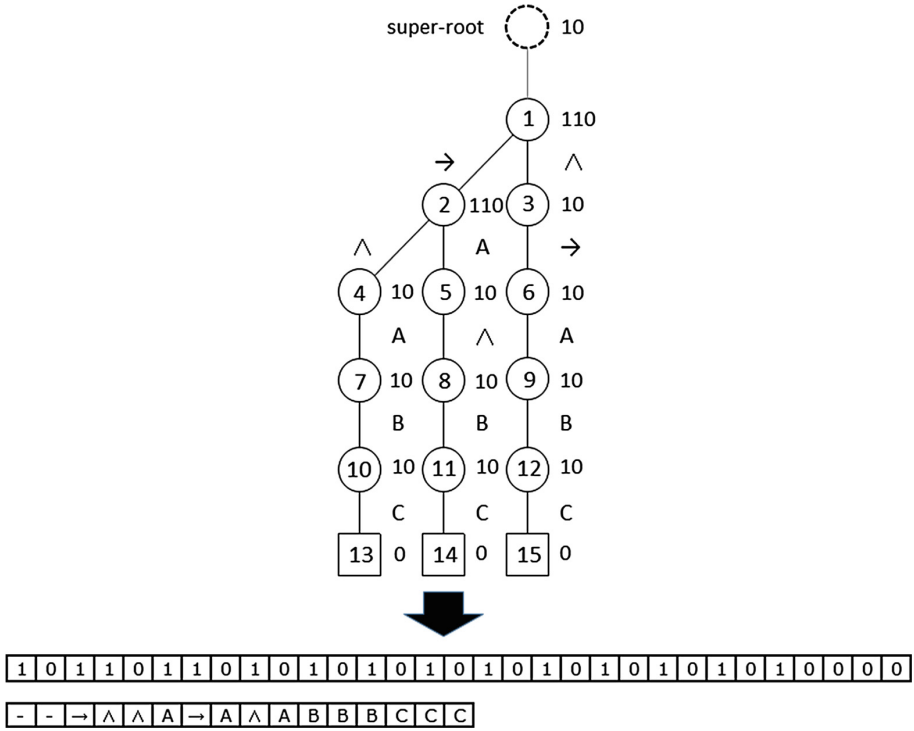 super-root 10
1 110
→ ∧
2 110 3 10
∧ A →
4 10 5 10 6 10
A ∧ A
7 10 8 10 9 10
B B B
10 10 11 10 12 10
C C C
13 0 14 0 15 0
1 0 1 1 0 1 1 0 1 0 1 0 1 0 1 0 1 0 1 0 1 0 1 0 1 0 1 0 0 0 0
- - → ∧ ∧ A → A ∧ A B B B C C C